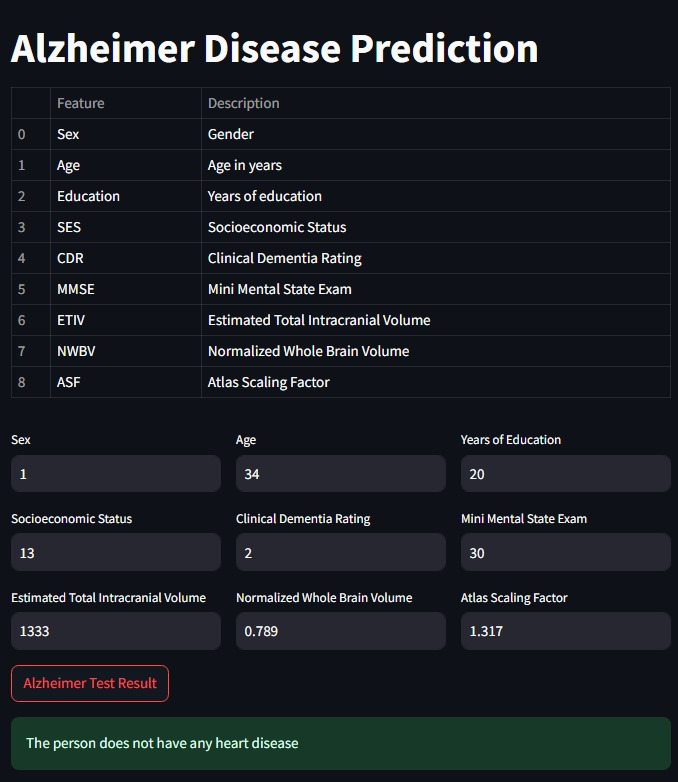 Alzheimer Disease Prediction
Feature Description
0 Sex Gender
1 Age Age in years
2 Education Years of education
3 SES Socioeconomic Status
4 CDR Clinical Dementia Rating
5 MMSE Mini Mental State Exam
6 ETIV Estimated Total Intracranial Volume
7 NWBV Normalized Whole Brain Volume
8 ASF Atlas Scaling Factor
Sex Age Years of Education
1 34 20
Socioeconomic Status Clinical Dementia Rating Mini Mental State Exam
13 2 30
Estimated Total Intracranial Volume Normalized Whole Brain Volume Atlas Scaling Factor
1333 0.789 1.317
Alzheimer Test Result
The person does not have any heart disease